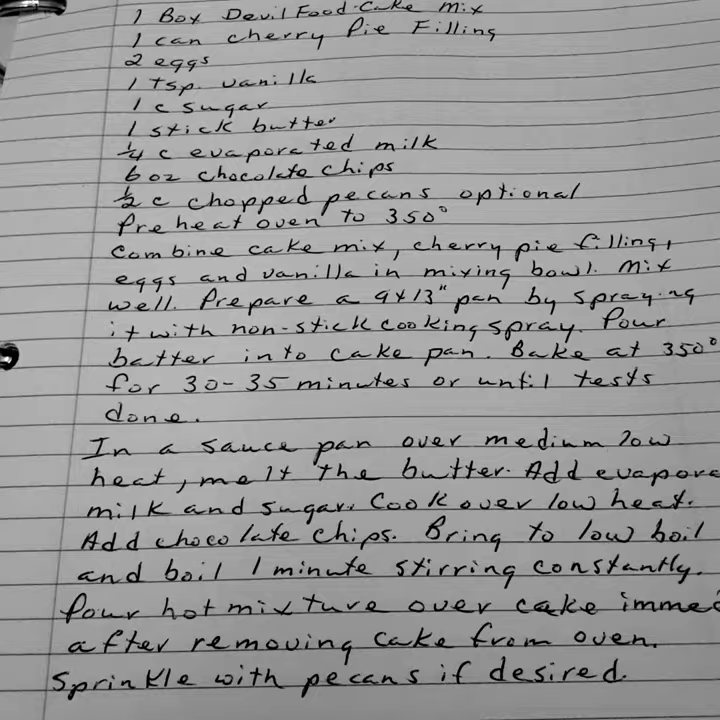 1 Box Devil Food Cake Mix
1 can cherry Pie Filling
2 eggs
1 tsp. vanilla
1 c sugar
1 stick butter
1/4 c evaporated milk
6 oz chocolate chips
1/2 c chopped pecans optional
Preheat oven to 350°
Combine cake mix, cherry pie filling,
eggs and vanilla in mixing bowl. Mix
well. Prepare a 9x13" pan by spraying
it with non-stick cooking spray. Pour
batter into cake pan. Bake at 350°
for 30-35 minutes or until tests
done.
In a sauce pan over medium low
heat, melt the butter. Add evapora
milk and sugar. Cook over low heat.
Add chocolate chips. Bring to low boil
and boil 1 minute stirring constantly.
Pour hot mixture over cake immed
after removing cake from oven.
Sprinkle with pecans if desired.